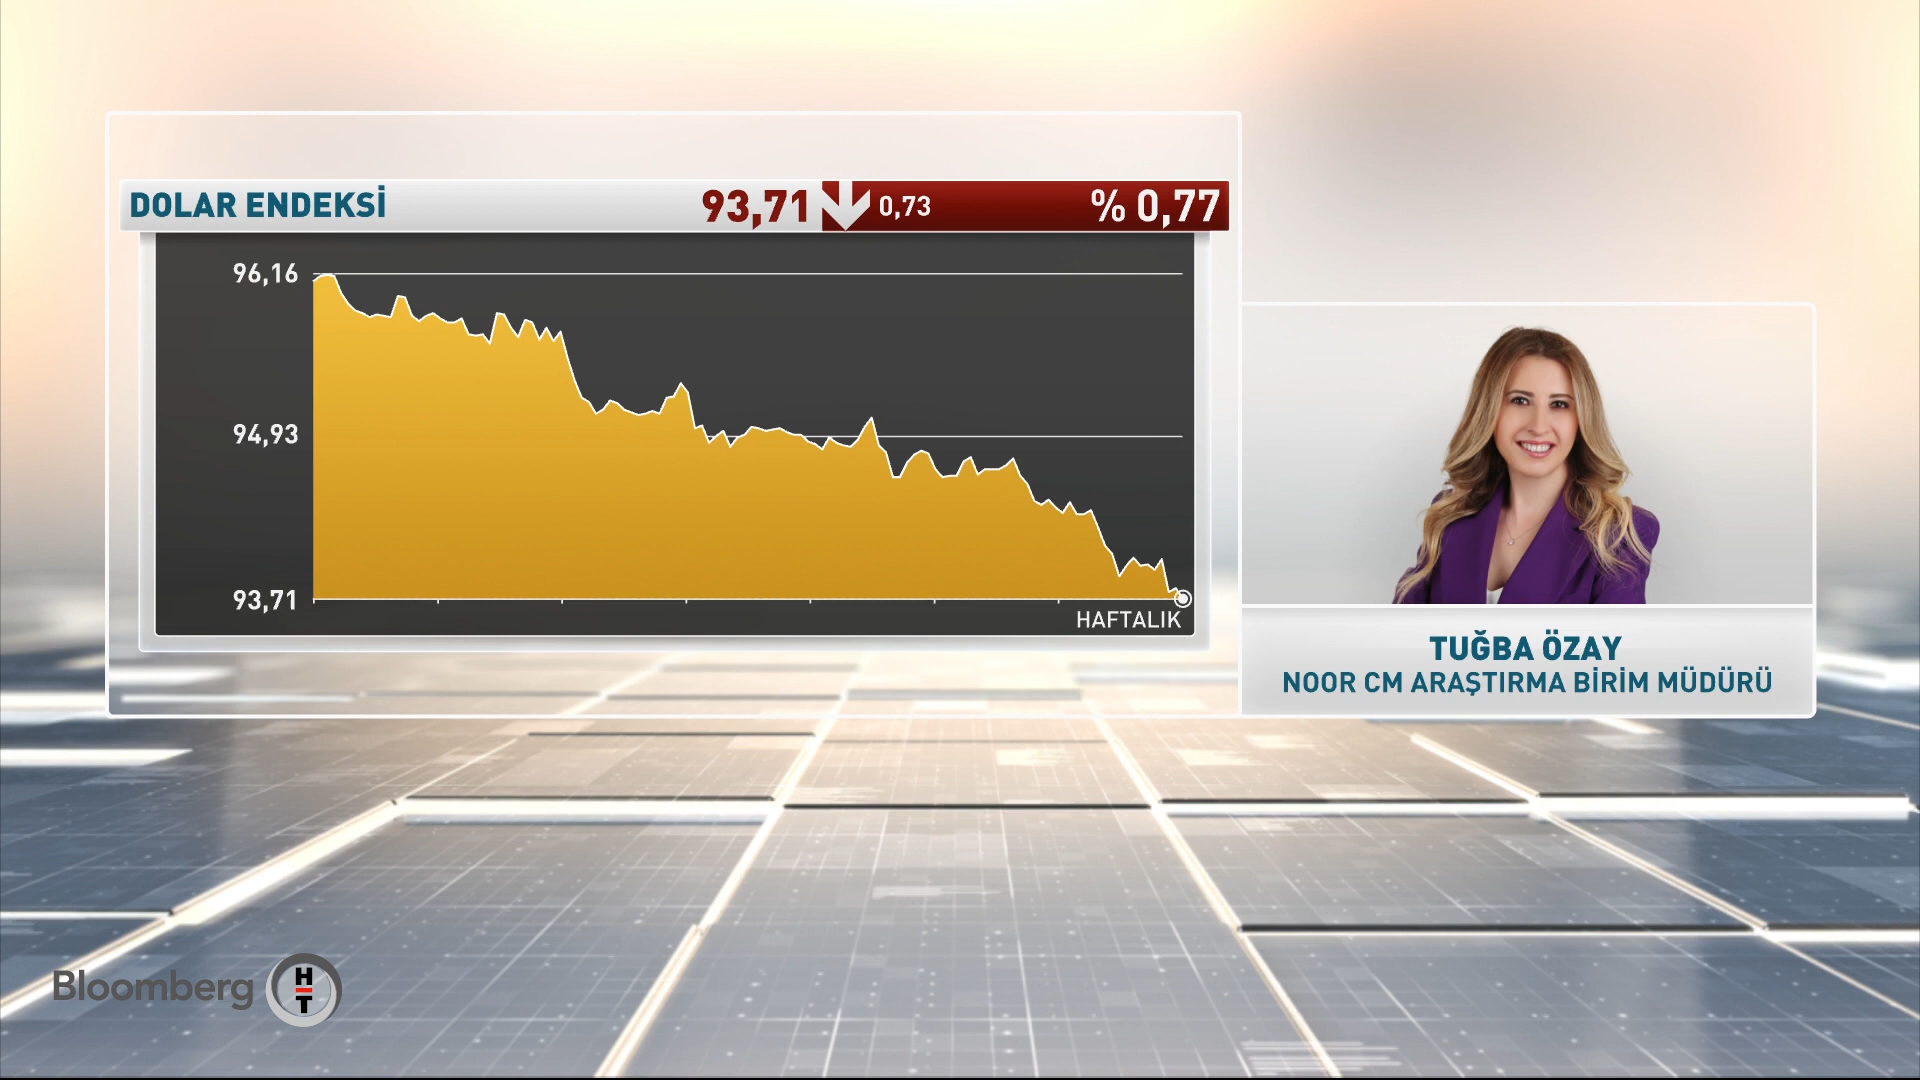 DOLAR ENDEKSİ 93,71 0,73 % 0,77
96,16
94,93
93,71
HAFTALIK
TUĞBA ÖZAY
NOOR CM ARAŞTIRMA BİRİM MÜDÜRÜ
Bloomberg HT